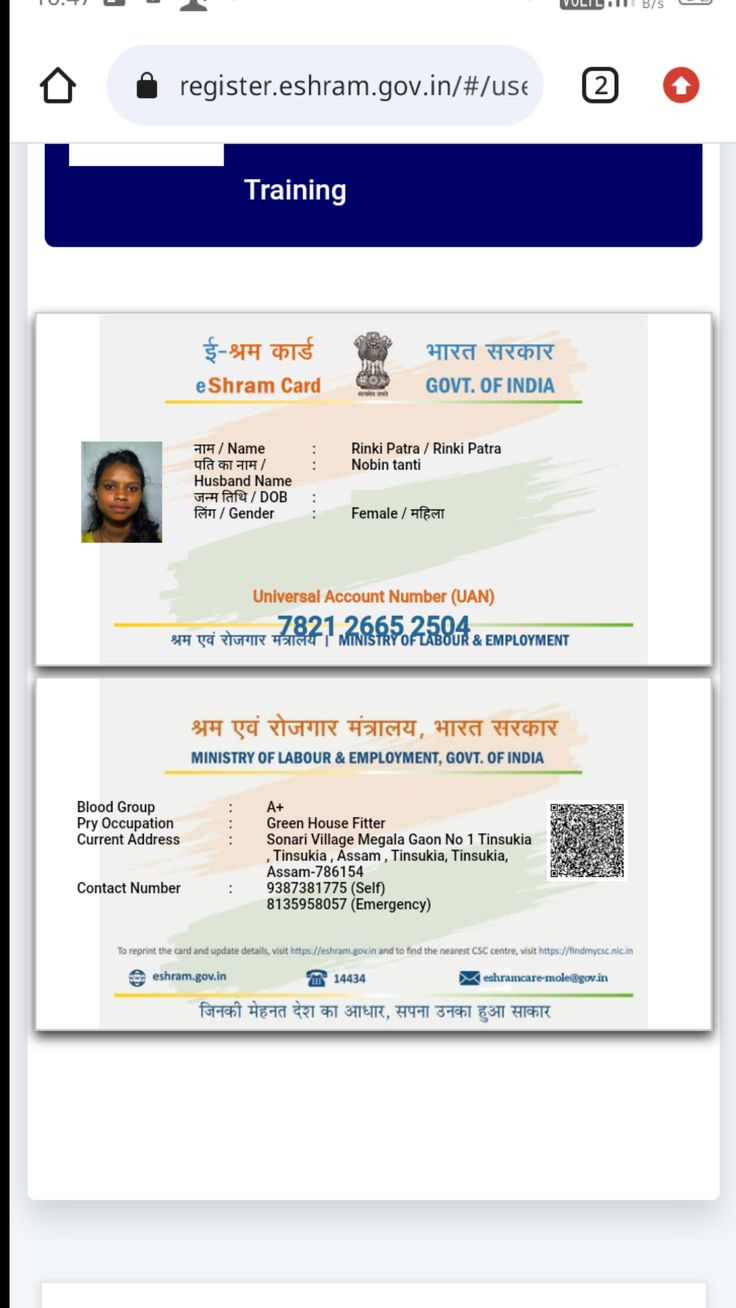 register.eshram.gov.in/#/use
2
Training
ई-श्रम कार्ड
भारत सरकार
eShram Card
GOVT. OF INDIA
नाम / Name : Rinki Patra / Rinki Patra
पति का नाम / : Nobin tanti
Husband Name
जन्म तिथि / DOB :
लिंग / Gender : Female / महिला
Universal Account Number (UAN)
7821 2665 2504
श्रम एवं रोजगार मंत्रालय | MINISTRY OF LABOUR & EMPLOYMENT
श्रम एवं रोजगार मंत्रालय, भारत सरकार
MINISTRY OF LABOUR & EMPLOYMENT, GOVT. OF INDIA
Blood Group : A+
Pry Occupation : Green House Fitter
Current Address : Sonari Village Megala Gaon No 1 Tinsukia
, Tinsukia , Assam , Tinsukia, Tinsukia,
Assam-786154
Contact Number : 9387381775 (Self)
8135958057 (Emergency)
To reprint the card and update details, visit https://eshram.gov.in and to find the nearest CSC centre, visit https://findmycsc.nic.in
eshram.gov.in
14434
eshramcare-mole@gov.in
जिनकी मेहनत देश का आधार, सपना उनका हुआ साकार